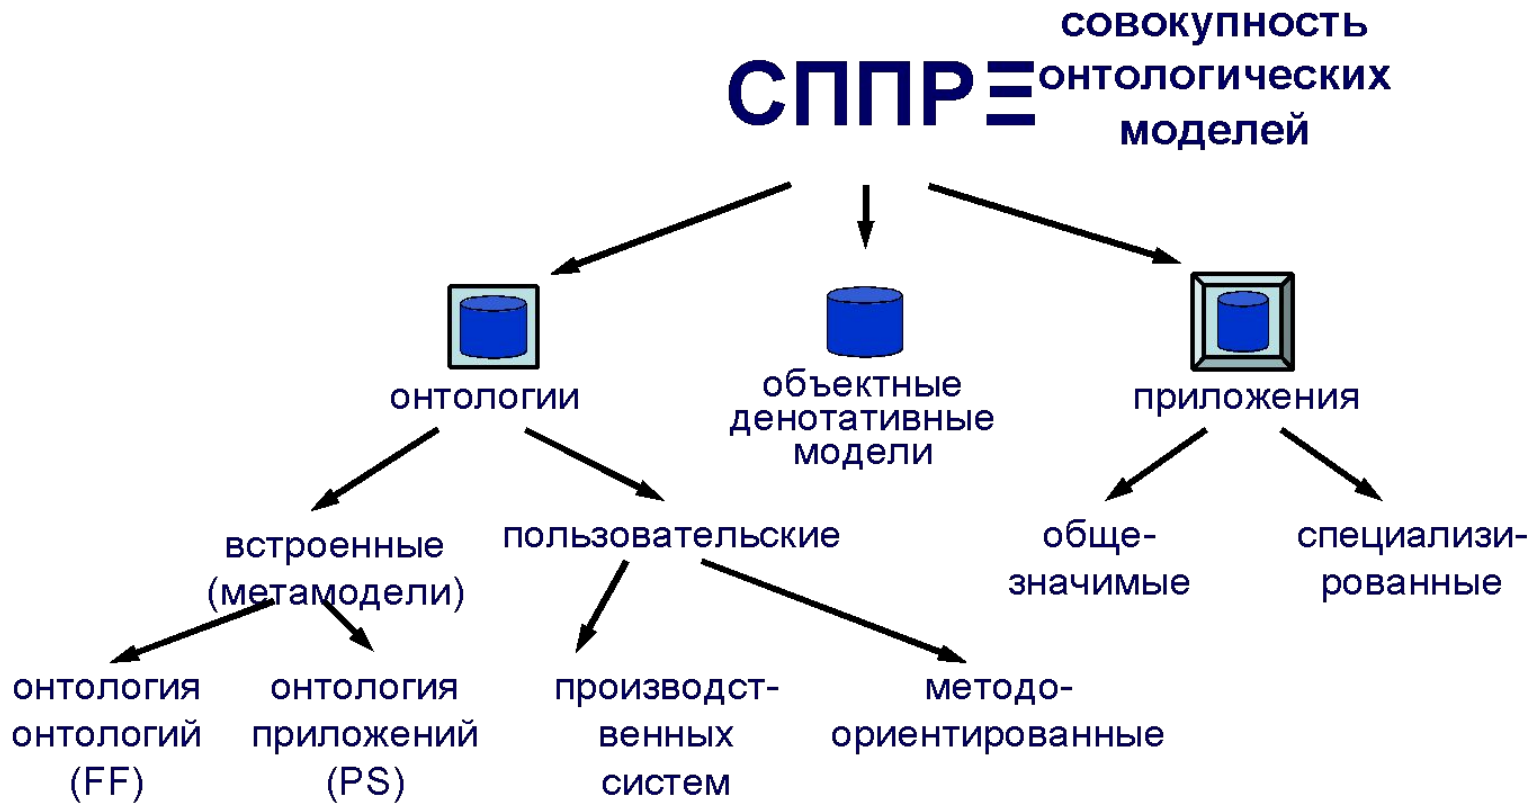 совокупность
СППР Ξ онтологических
моделей
онтологии
объектные
денотативные
модели
приложения
встроенные
(метамодели)
пользовательские
обще-
значимые
специализи-
рованные
онтология
онтологий
(FF)
онтология
приложений
(PS)
производст-
венных
систем
методо-
ориентированные